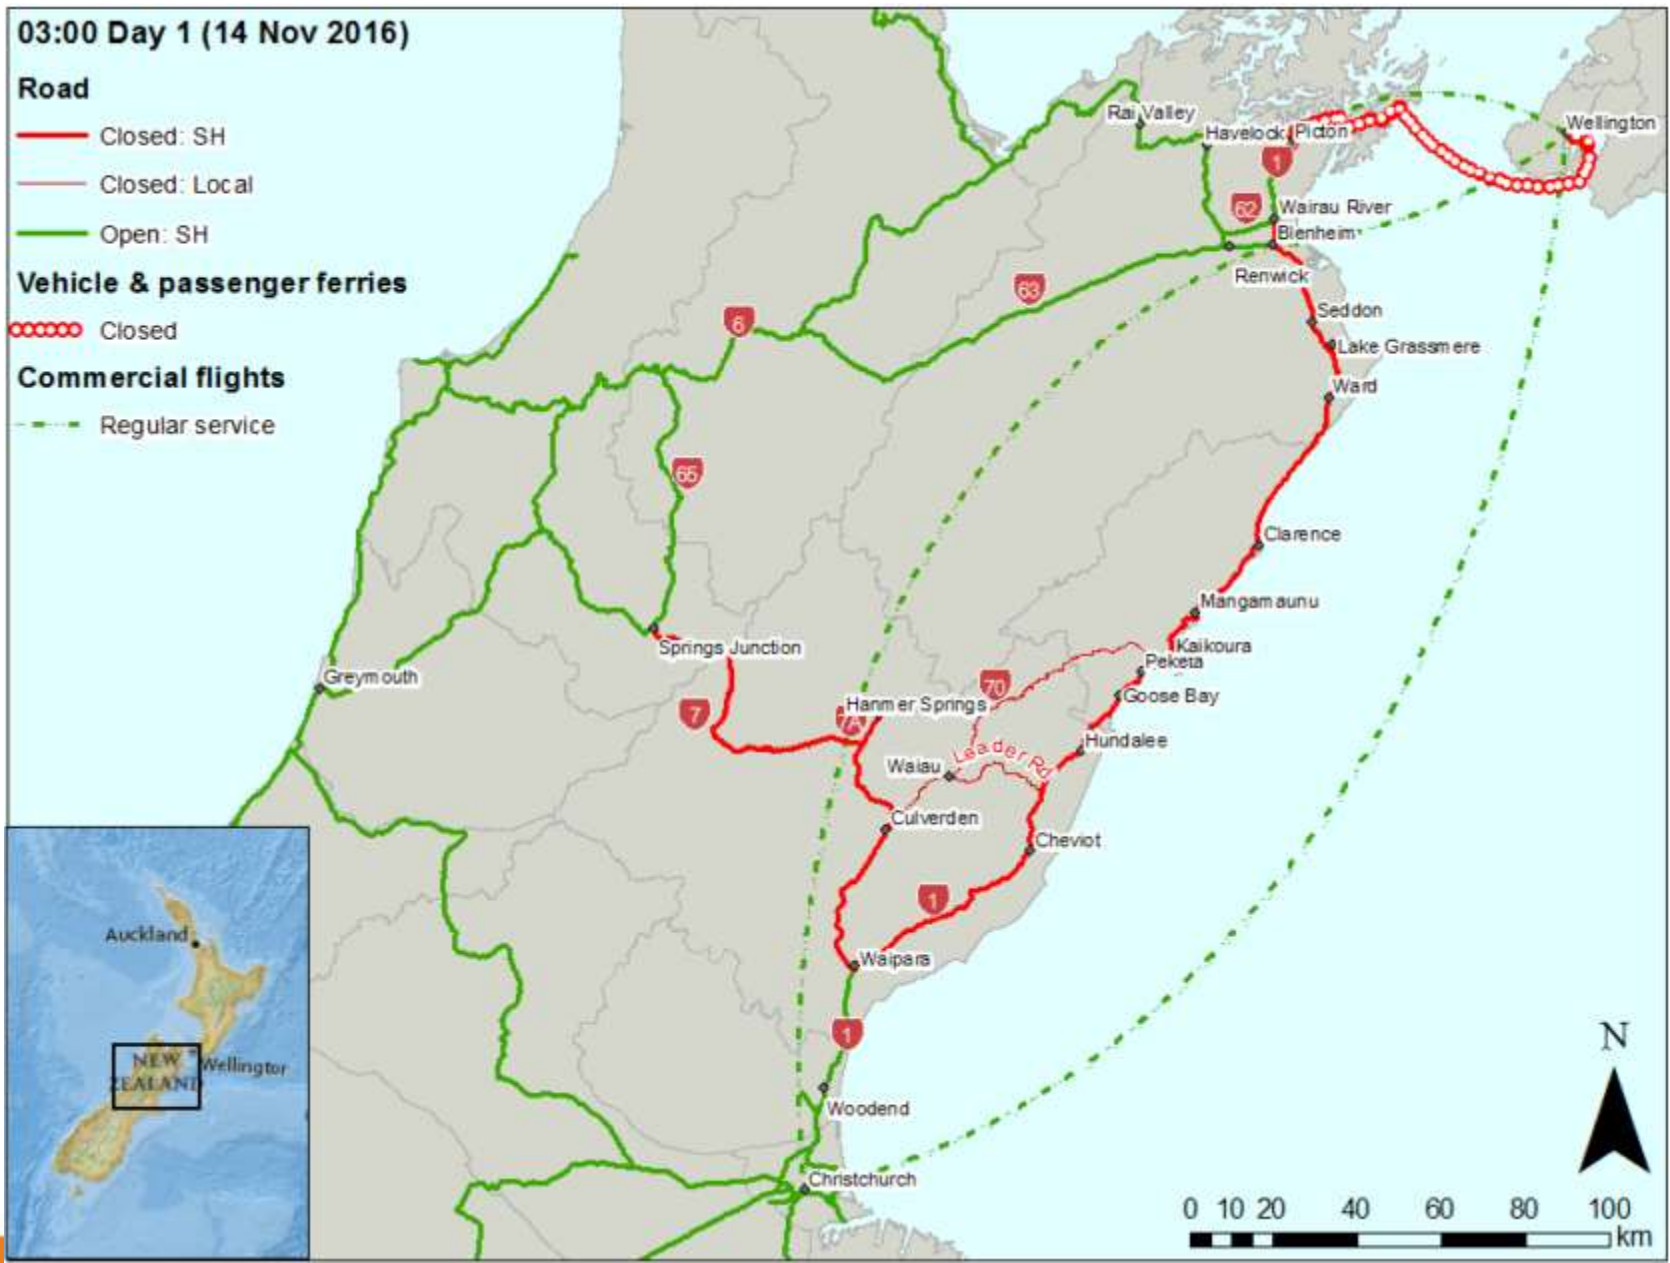 03:00 Day 1 (14 Nov 2016)
Road
Closed: SH
Closed: Local
Open: SH
Vehicle & passenger ferries
Closed
Commercial flights
Regular service
Rai Valley
Havelock
Picton
Wellington
1
62
Wairau River
Blenheim
Renwick
63
6
Seddon
Lake Grassmere
Ward
65
Clarence
Mangamaunu
Springs Junction
Kaikoura
Peketa
Greymouth
70
Goose Bay
Hanmer Springs
7
7A
Hundalee
Leader Rd
Waiau
Culverden
Cheviot
1
Waipara
1
Woodend
Christchurch
Auckland
Wellington
NEW
ZEALAND
N
0 10 20 40 60 80 100
km